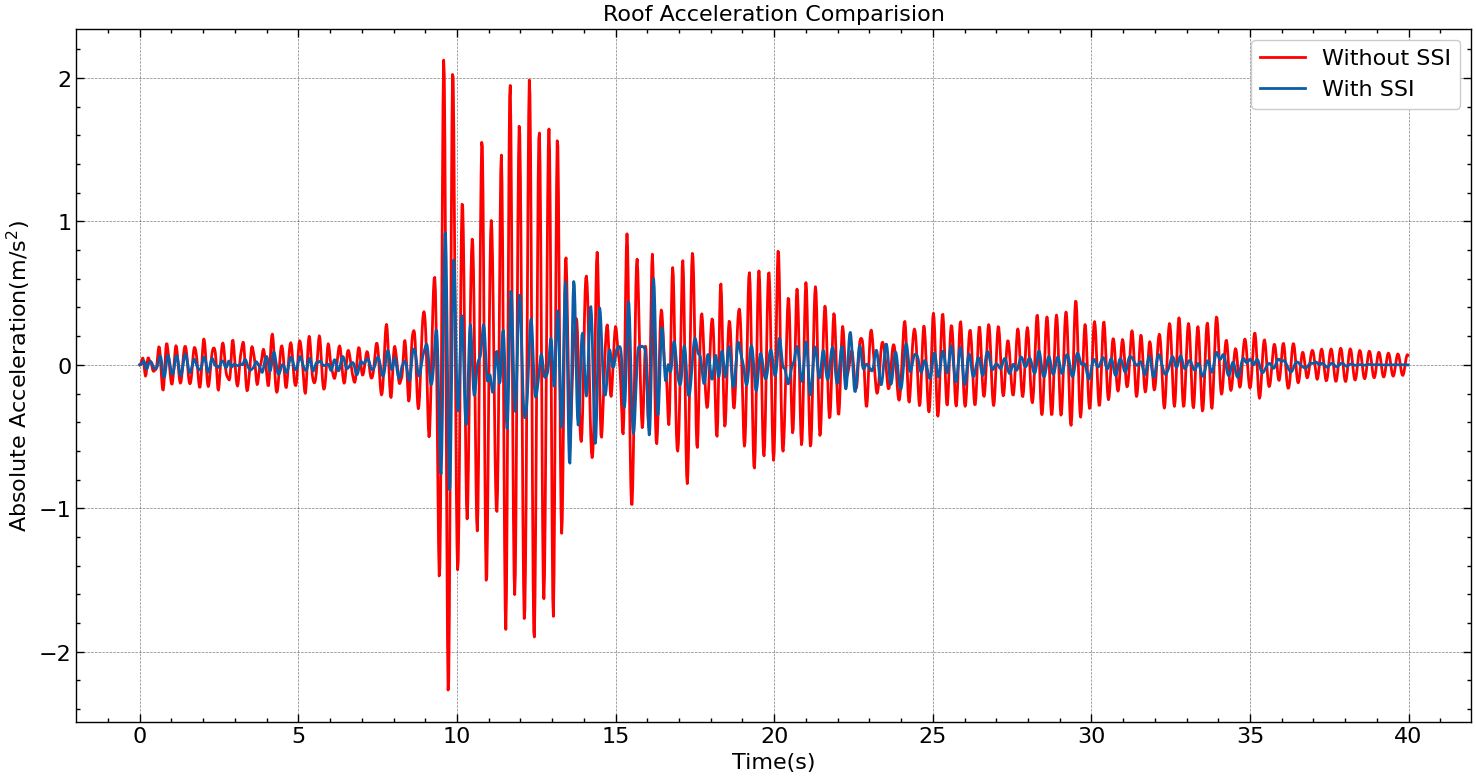 Roof Acceleration Comparision
Without SSI
With SSI
2
1
0
−1
−2
Absolute Acceleration(m/s²)
0 5 10 15 20 25 30 35 40
Time(s)